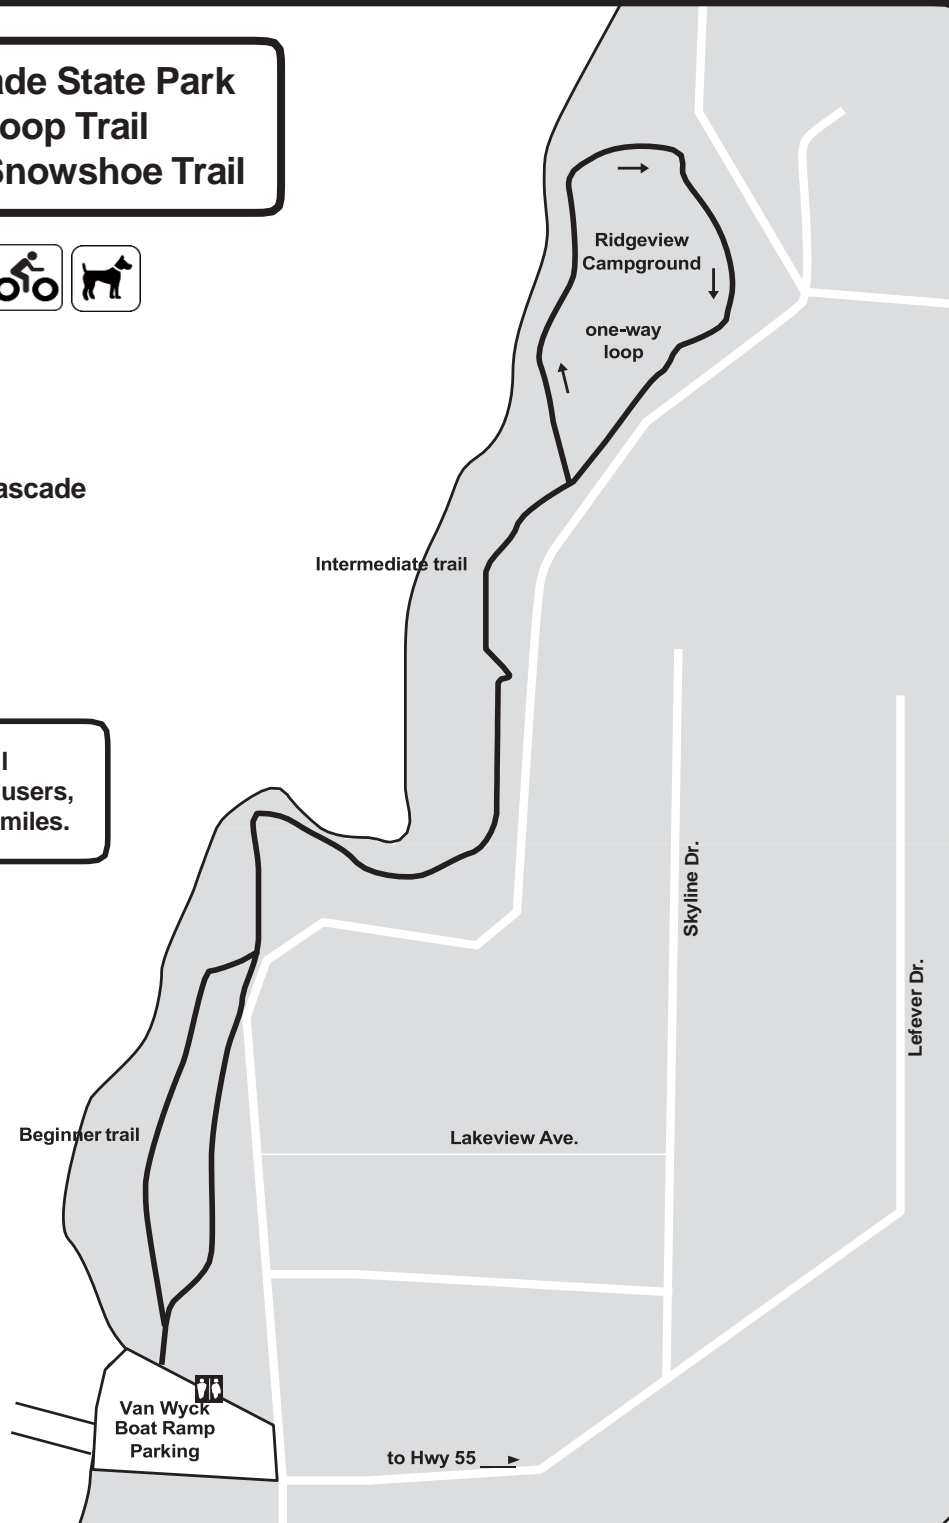 ade State Park
oop Trail
Snowshoe Trail
Ridgeview
Campground
one-way
loop
ascade
Intermediate trail
l
users,
miles.
Skyline Dr.
Lefever Dr.
Beginner trail
Lakeview Ave.
Van Wyck
Boat Ramp
Parking
to Hwy 55